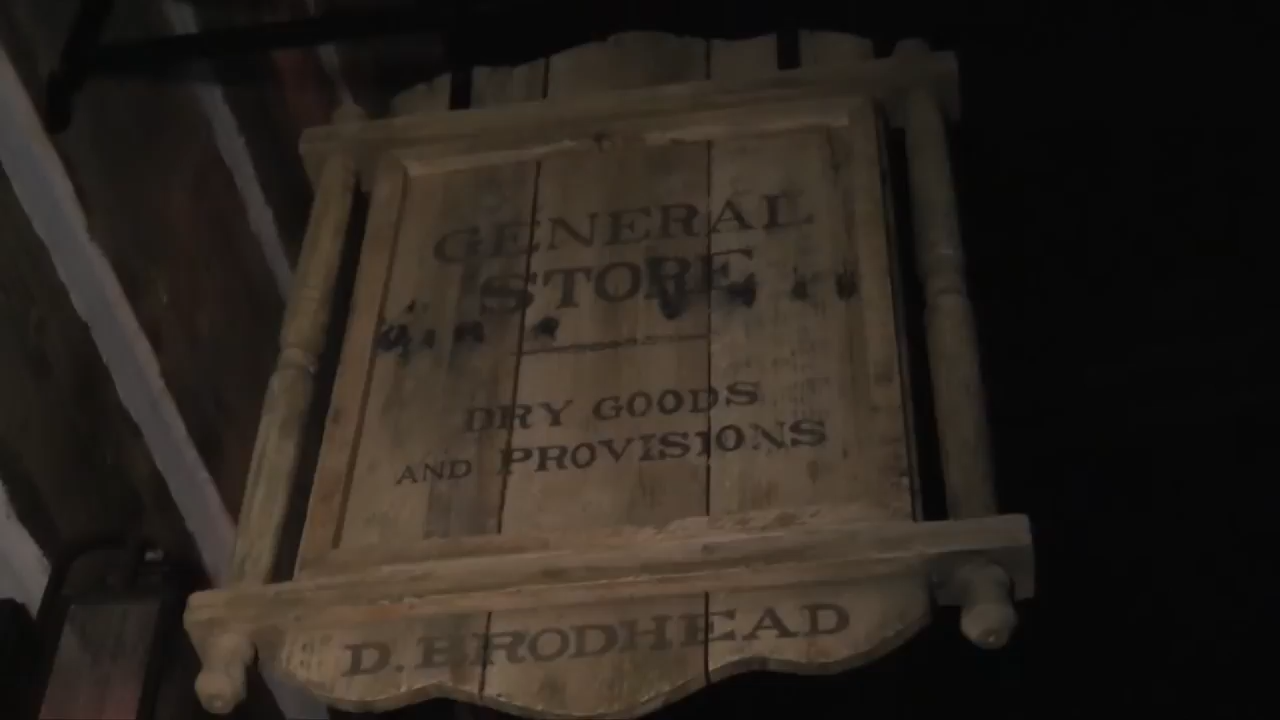 GENERAL
STORE
DRY GOODS
AND PROVISIONS
D. BRODHEAD